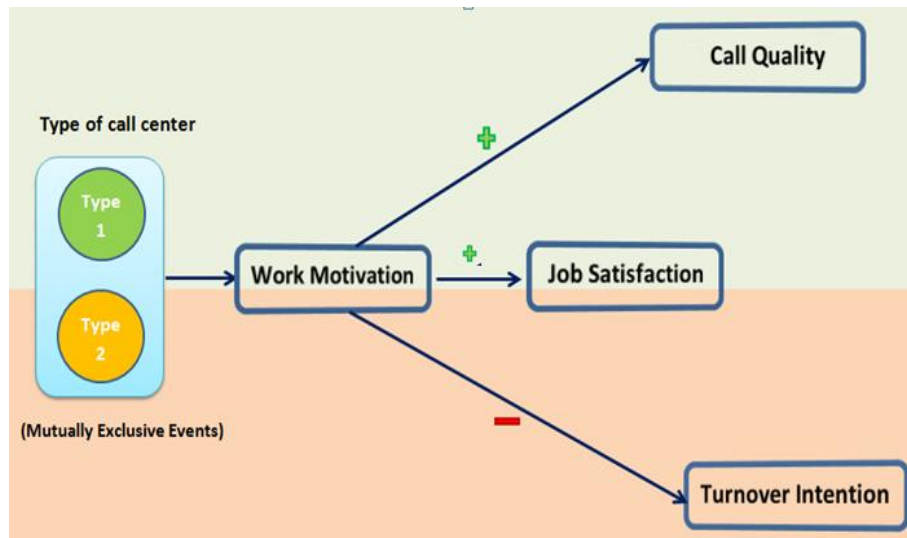 Call Quality
Type of call center
Type
1
Work Motivation
Job Satisfaction
Type
2
(Mutually Exclusive Events)
Turnover Intention